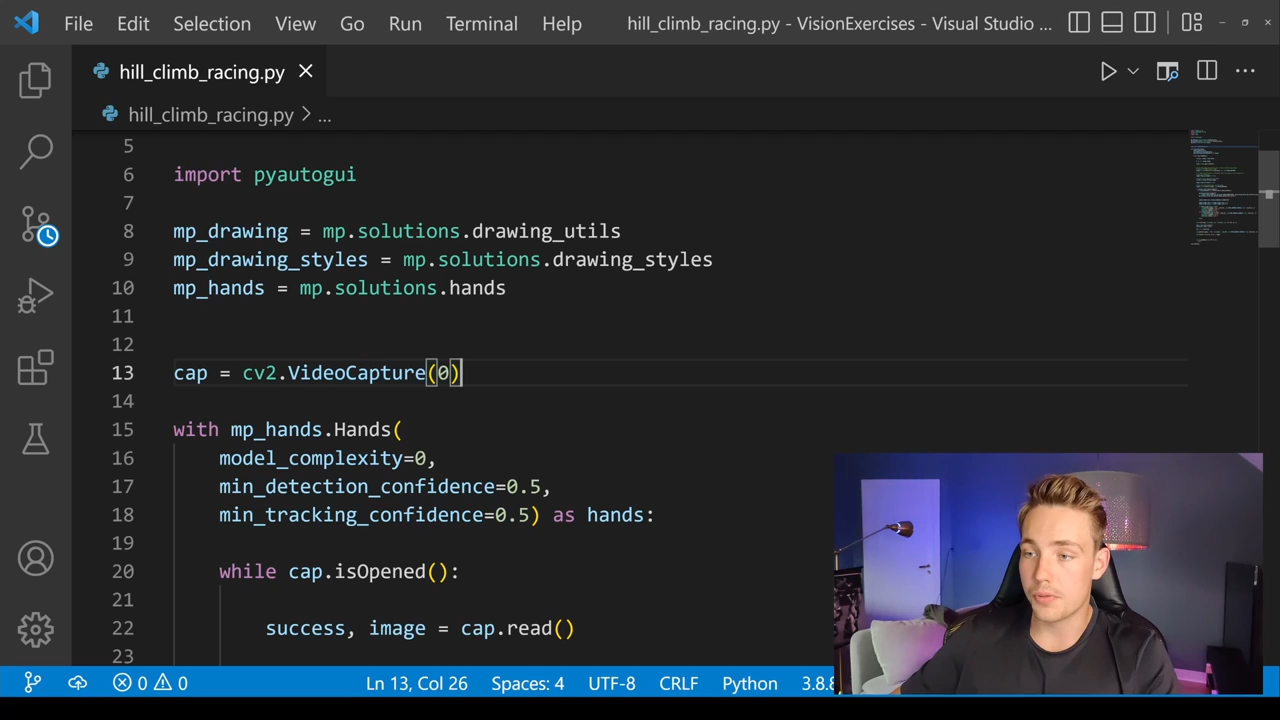 File Edit Selection View Go Run Terminal Help hill_climb_racing.py - VisionExercises - Visual Studio ...
hill_climb_racing.py
hill_climb_racing.py > ...
5
6 import pyautogui
7
8 mp_drawing = mp.solutions.drawing_utils
9 mp_drawing_styles = mp.solutions.drawing_styles
10 mp_hands = mp.solutions.hands
11
12
13 cap = cv2.VideoCapture(0)
14
15 with mp_hands.Hands(
16 model_complexity=0,
17 min_detection_confidence=0.5,
18 min_tracking_confidence=0.5) as hands:
19
20 while cap.isOpened():
21
22 success, image = cap.read()
23
0 0 Ln 13, Col 26 Spaces: 4 UTF-8 CRLF Python 3.8.8